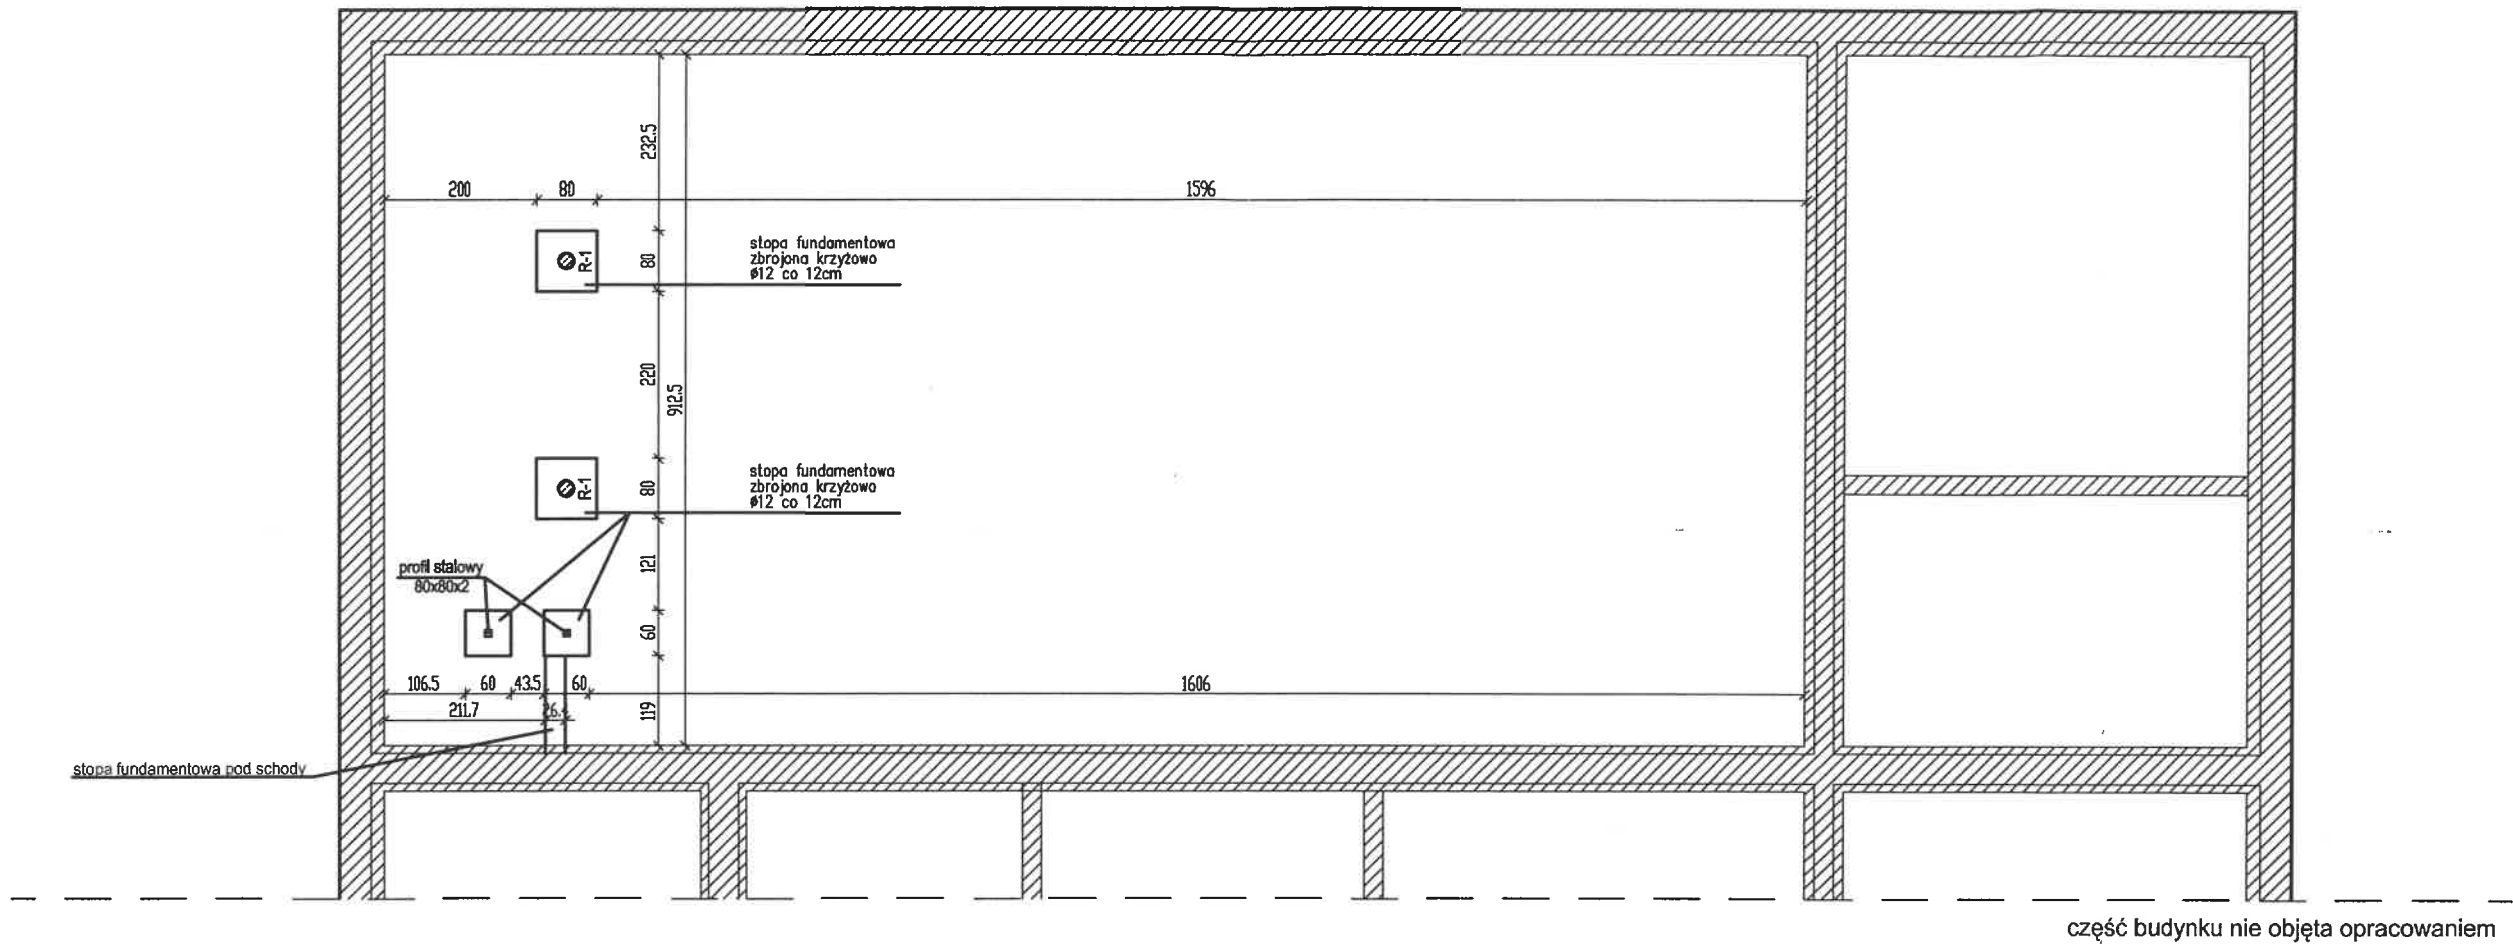 232.5
200
80
1596
stopa fundamentowa
zbrojona krzyżowo
ø12 co 12cm
R-1
80
220
912.5
stopa fundamentowa
zbrojona krzyżowo
ø12 co 12cm
R-1
80
121
profil stalowy
80x80x2
60
106.5
60
43.5
60
1606
211.7
119
stopa fundamentowa pod schody
część budynku nie objęta opracowaniem